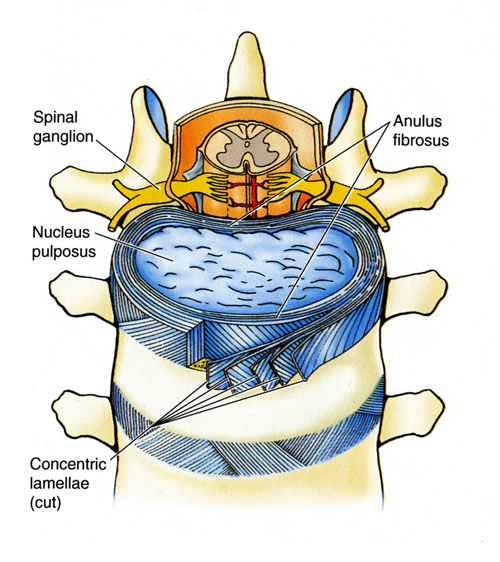 Spinal
ganglion
Anulus
fibrosus
Nucleus
pulposus
Concentric
lamellae
(cut)